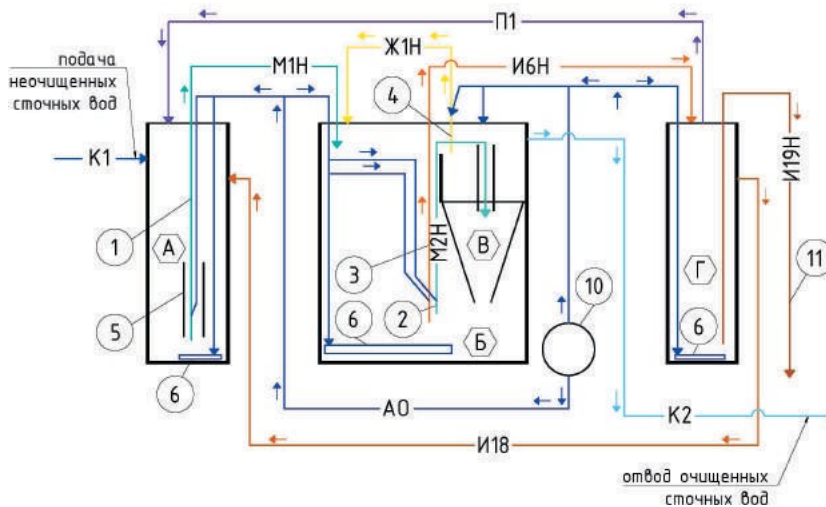 П1
Ж1Н
М1Н
И6Н
подача
неочищенных
сточных вод
К1
4
И19Н
1
А
3
М2Н
В
Г
11
5
2
10
6
Б
6
6
А0
К2
И18
отвод очищенных
сточных вод